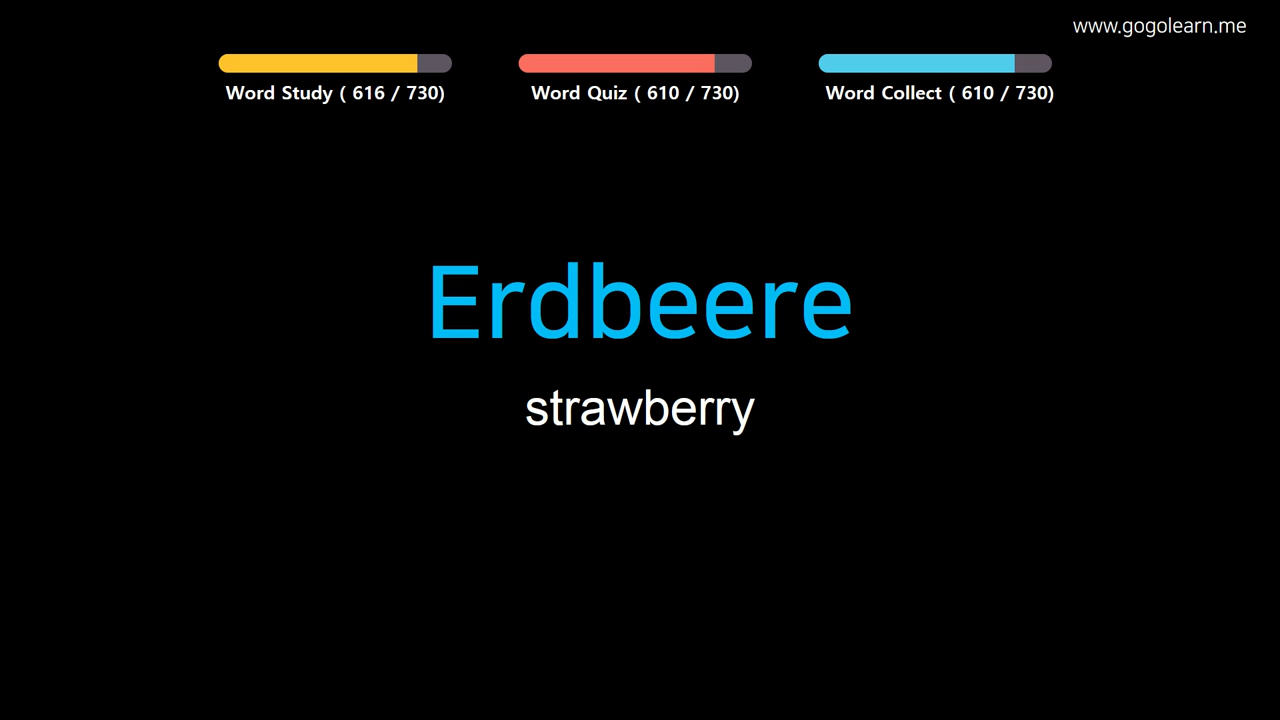 www.gogolearn.me
Word Study ( 616 / 730)
Word Quiz ( 610 / 730)
Word Collect ( 610 / 730)
Erdbeere
strawberry